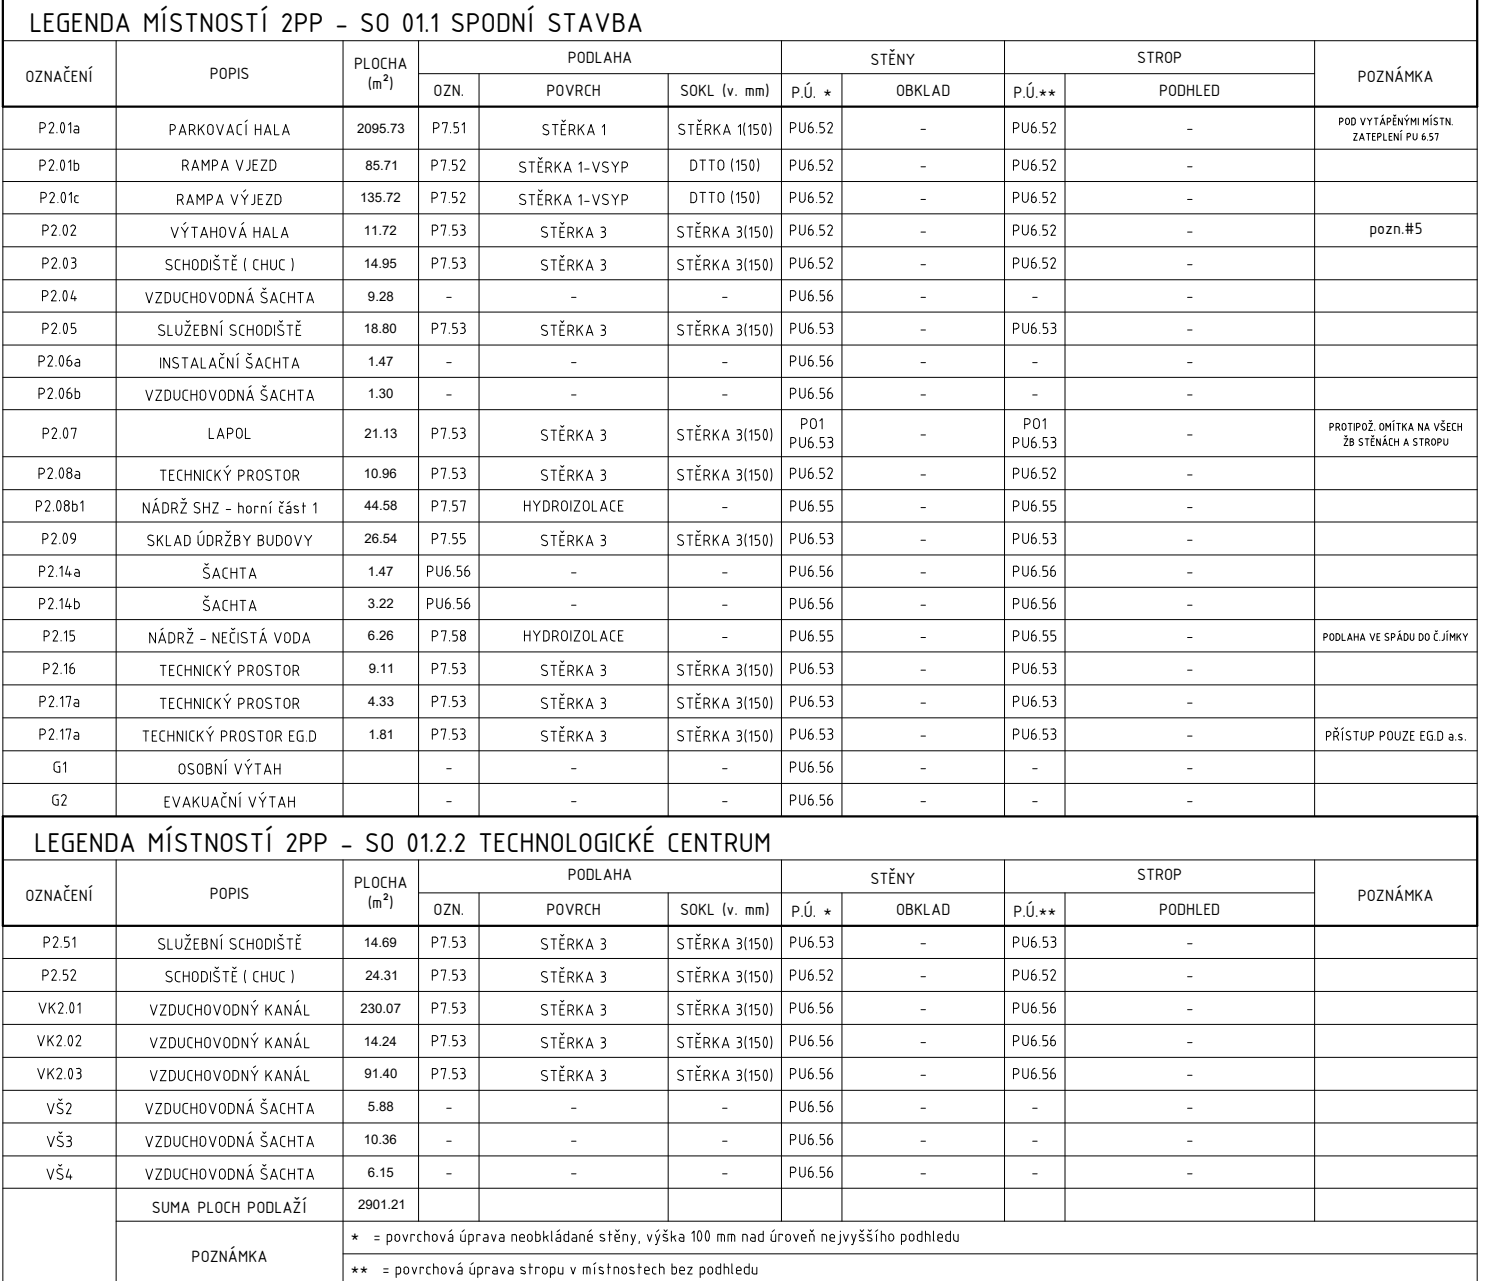 LEGENDA MÍSTNOSTÍ 2PP - SO 01.1 SPODNÍ STAVBA
OZNAČENÍ POPIS PLOCHA (m²) PODLAHA STĚNY STROP POZNÁMKA
OZN. POVRCH SOKL (v. mm) P.Ú. * OBKLAD P.Ú.** PODHLED
P2.01a PARKOVACÍ HALA 2095.73 P7.51 STĚRKA 1 STĚRKA 1(150) PU6.52 - PU6.52 - POD VYTÁPĚNÝMI MÍSTN. ZATEPLENÍ PU 6.57
P2.01b RAMPA VJEZD 85.71 P7.52 STĚRKA 1-VSYP DTTO (150) PU6.52 - PU6.52 -
P2.01c RAMPA VÝJEZD 135.72 P7.52 STĚRKA 1-VSYP DTTO (150) PU6.52 - PU6.52 -
P2.02 VÝTAHOVÁ HALA 11.72 P7.53 STĚRKA 3 STĚRKA 3(150) PU6.52 - PU6.52 - pozn.#5
P2.03 SCHODIŠTĚ ( CHUC ) 14.95 P7.53 STĚRKA 3 STĚRKA 3(150) PU6.52 - PU6.52 -
P2.04 VZDUCHOVODNÁ ŠACHTA 9.28 - - - PU6.56 - - -
P2.05 SLUŽEBNÍ SCHODIŠTĚ 18.80 P7.53 STĚRKA 3 STĚRKA 3(150) PU6.53 - PU6.53 -
P2.06a INSTALAČNÍ ŠACHTA 1.47 - - - PU6.56 - - -
P2.06b VZDUCHOVODNÁ ŠACHTA 1.30 - - - PU6.56 - - -
P2.07 LAPOL 21.13 P7.53 STĚRKA 3 STĚRKA 3(150) PO1 PU6.53 - PO1 PU6.53 - PROTIPOŽ. OMÍTKA NA VŠECH ŽB STĚNÁCH A STROPU
P2.08a TECHNICKÝ PROSTOR 10.96 P7.53 STĚRKA 3 STĚRKA 3(150) PU6.52 - PU6.52 -
P2.08b1 NÁDRŽ SHZ - horní část 1 44.58 P7.57 HYDROIZOLACE - PU6.55 - PU6.55 -
P2.09 SKLAD ÚDRŽBY BUDOVY 26.54 P7.55 STĚRKA 3 STĚRKA 3(150) PU6.53 - PU6.53 -
P2.14a ŠACHTA 1.47 PU6.56 - - PU6.56 - PU6.56 -
P2.14b ŠACHTA 3.22 PU6.56 - - PU6.56 - PU6.56 -
P2.15 NÁDRŽ - NEČISTÁ VODA 6.26 P7.58 HYDROIZOLACE - PU6.55 - PU6.55 - PODLAHA VE SPÁDU DO Č.JÍMKY
P2.16 TECHNICKÝ PROSTOR 9.11 P7.53 STĚRKA 3 STĚRKA 3(150) PU6.53 - PU6.53 -
P2.17a TECHNICKÝ PROSTOR 4.33 P7.53 STĚRKA 3 STĚRKA 3(150) PU6.53 - PU6.53 -
P2.17a TECHNICKÝ PROSTOR EG.D 1.81 P7.53 STĚRKA 3 STĚRKA 3(150) PU6.53 - PU6.53 - PŘÍSTUP POUZE EG.D a.s.
G1 OSOBNÍ VÝTAH - - - PU6.56 - - -
G2 EVAKUAČNÍ VÝTAH - - - PU6.56 - - -
LEGENDA MÍSTNOSTÍ 2PP - SO 01.2.2 TECHNOLOGICKÉ CENTRUM
OZNAČENÍ POPIS PLOCHA (m²) PODLAHA STĚNY STROP POZNÁMKA
OZN. POVRCH SOKL (v. mm) P.Ú. * OBKLAD P.Ú.** PODHLED
P2.51 SLUŽEBNÍ SCHODIŠTĚ 14.69 P7.53 STĚRKA 3 STĚRKA 3(150) PU6.53 - PU6.53 -
P2.52 SCHODIŠTĚ ( CHUC ) 24.31 P7.53 STĚRKA 3 STĚRKA 3(150) PU6.52 - PU6.52 -
VK2.01 VZDUCHOVODNÝ KANÁL 230.07 P7.53 STĚRKA 3 STĚRKA 3(150) PU6.56 - PU6.56 -
VK2.02 VZDUCHOVODNÝ KANÁL 14.24 P7.53 STĚRKA 3 STĚRKA 3(150) PU6.56 - PU6.56 -
VK2.03 VZDUCHOVODNÝ KANÁL 91.40 P7.53 STĚRKA 3 STĚRKA 3(150) PU6.56 - PU6.56 -
VŠ2 VZDUCHOVODNÁ ŠACHTA 5.88 - - - PU6.56 - - -
VŠ3 VZDUCHOVODNÁ ŠACHTA 10.36 - - - PU6.56 - - -
VŠ4 VZDUCHOVODNÁ ŠACHTA 6.15 - - - PU6.56 - - -
SUMA PLOCH PODLAŽÍ 2901.21
POZNÁMKA * = povrchová úprava neobkládané stěny, výška 100 mm nad úroveň nejvyššího podhledu
** = povrchová úprava stropu v místnostech bez podhledu